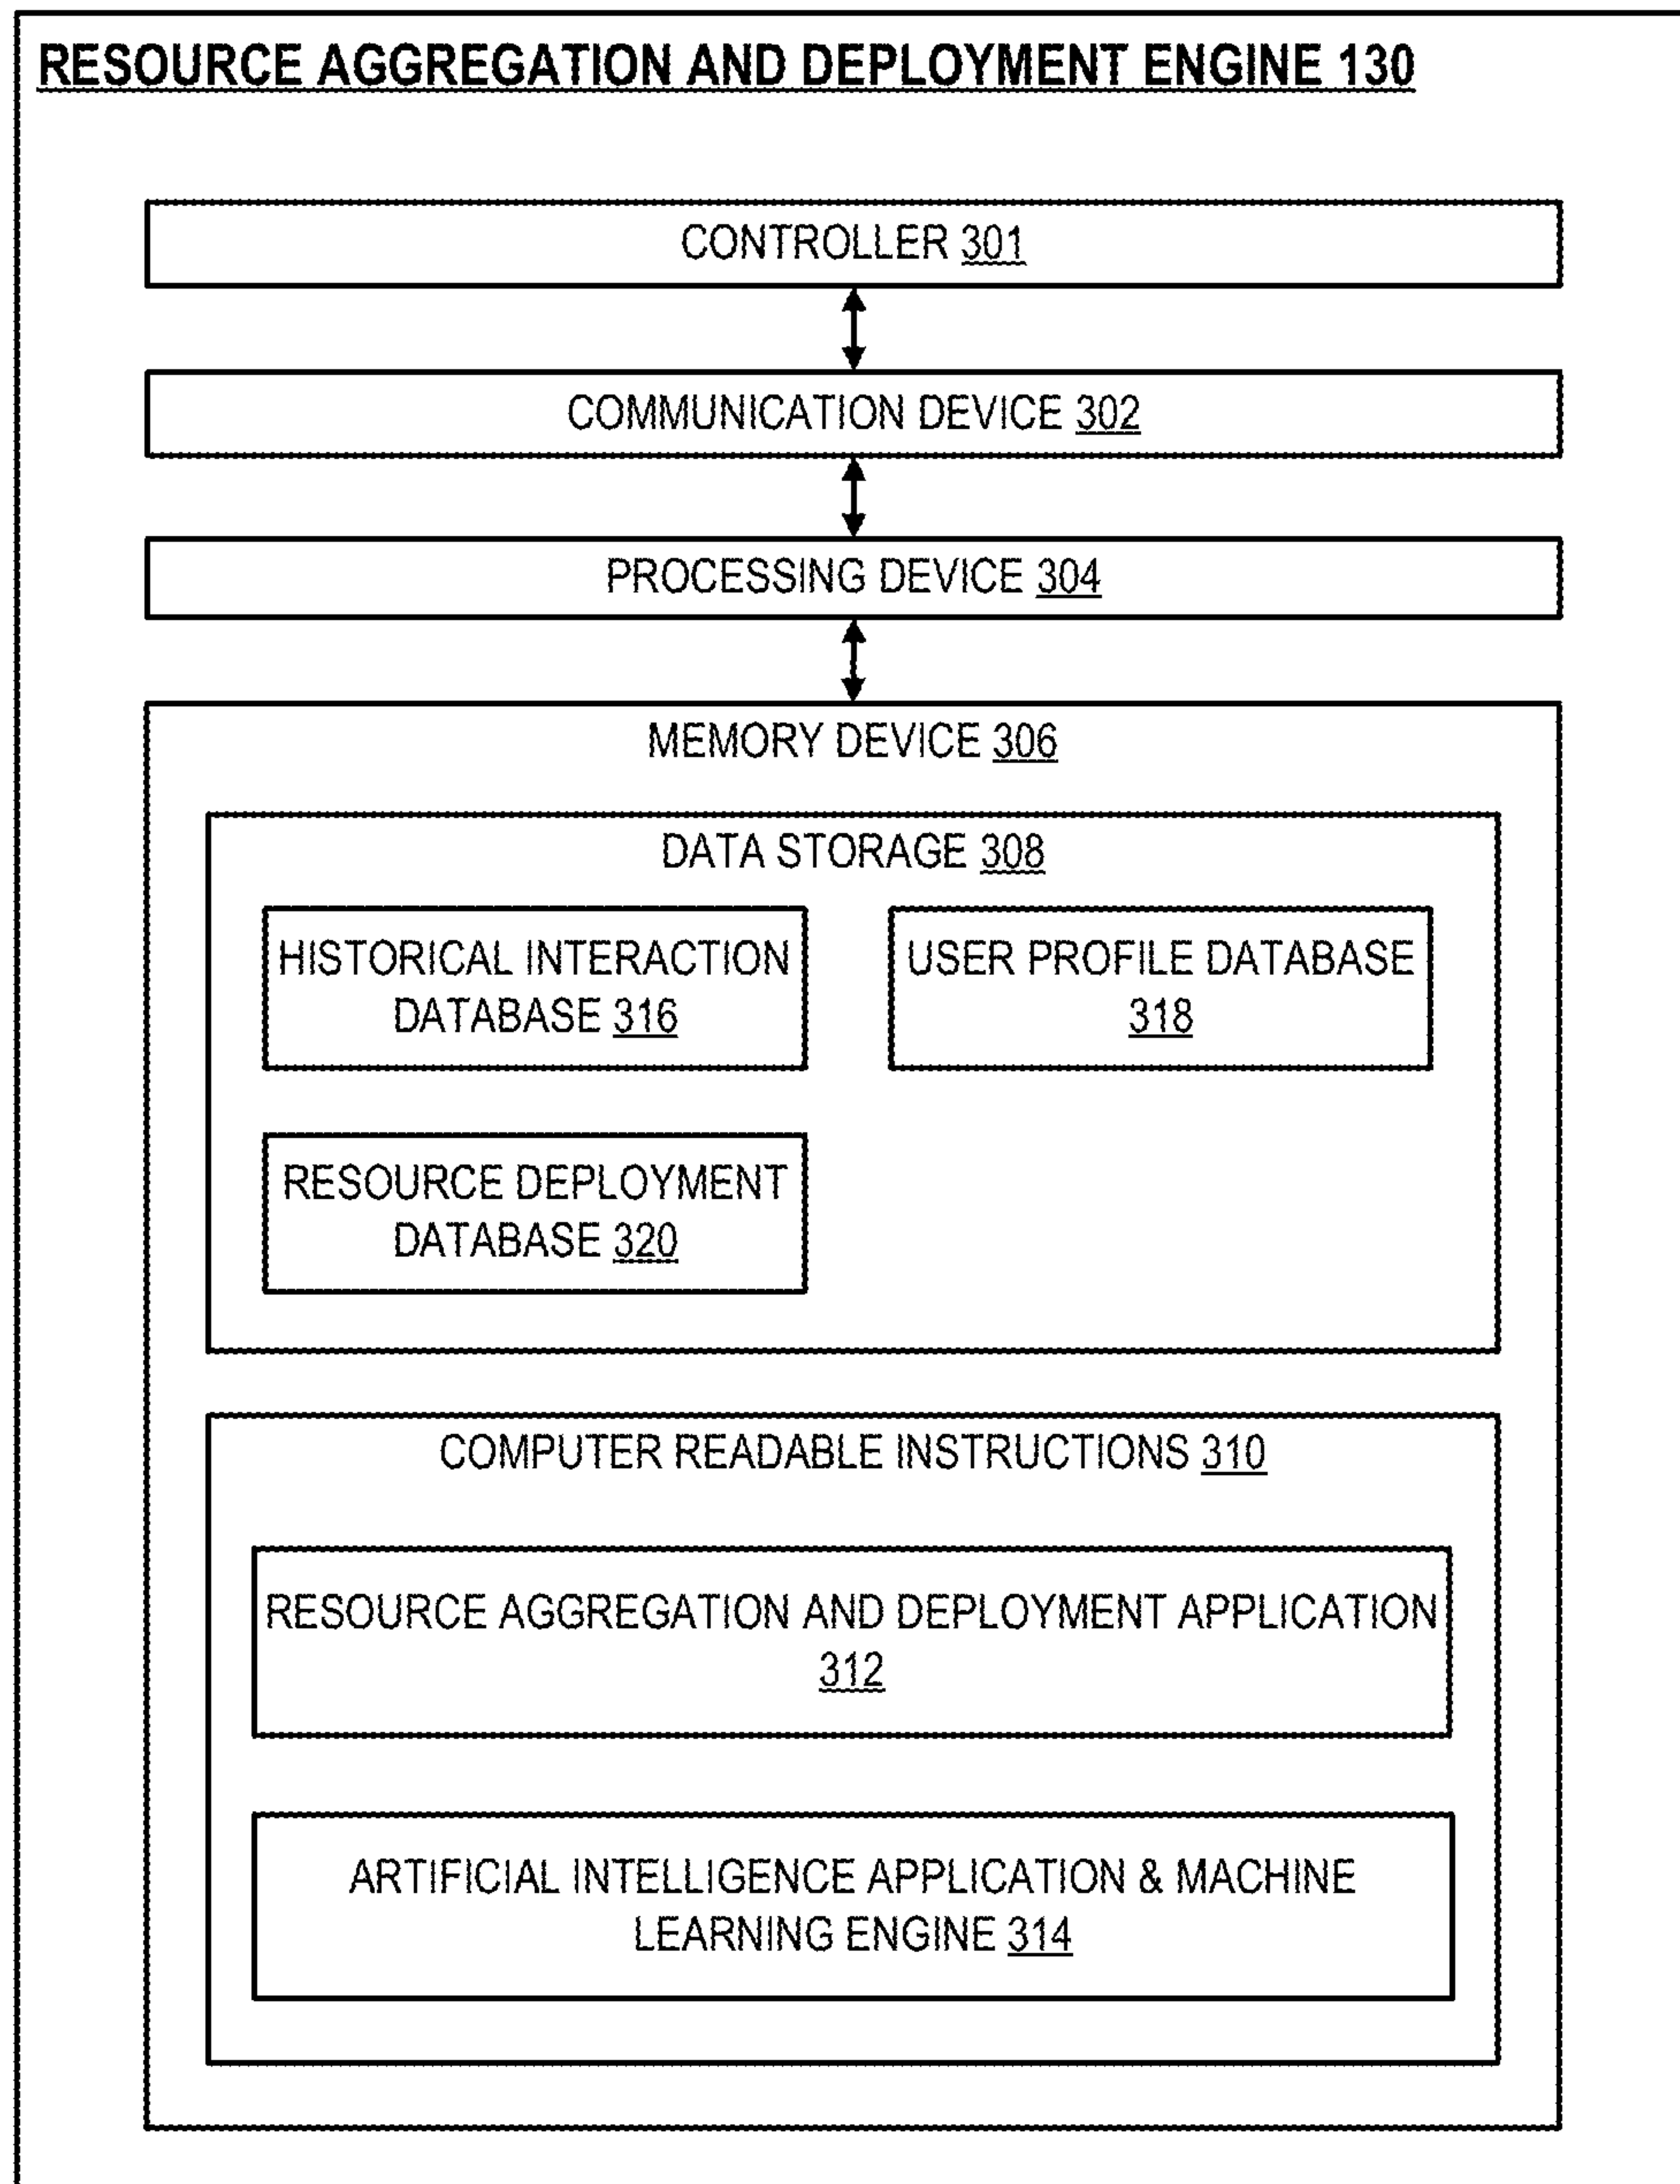 RESOURCE AGGREGATION AND DEPLOYMENT ENGINE 130
CONTROLLER 301
COMMUNICATION DEVICE 302
PROCESSING DEVICE 304
MEMORY DEVICE 306
DATA STORAGE 308
HISTORICAL INTERACTION
DATABASE 316
USER PROFILE DATABASE
318
RESOURCE DEPLOYMENT
DATABASE 320
COMPUTER READABLE INSTRUCTIONS 310
RESOURCE AGGREGATION AND DEPLOYMENT APPLICATION
312
ARTIFICIAL INTELLIGENCE APPLICATION & MACHINE
LEARNING ENGINE 314